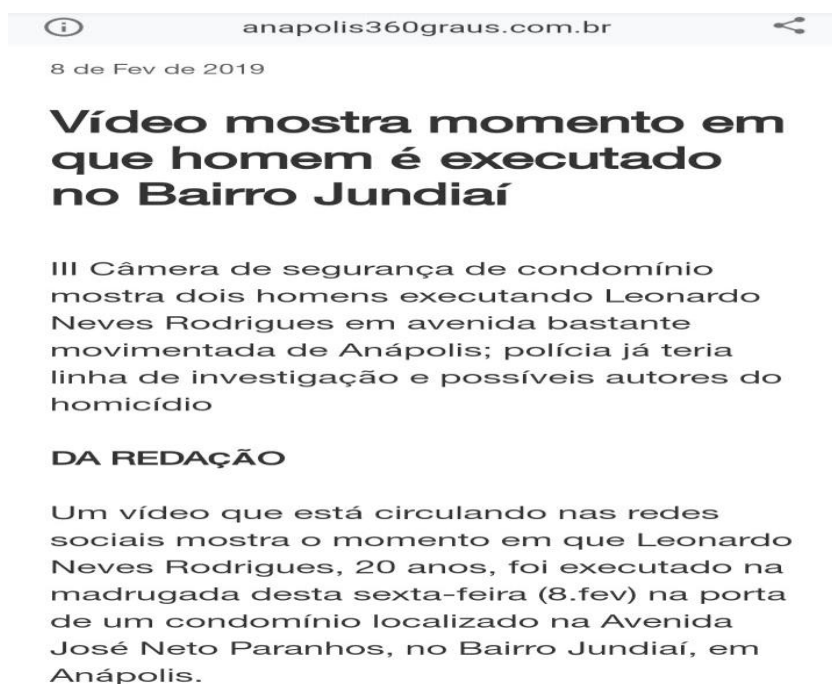 anapolis360graus.com.br
8 de Fev de 2019
Vídeo mostra momento em
que homem é executado
no Bairro Jundiaí
III Câmera de segurança de condomínio
mostra dois homens executando Leonardo
Neves Rodrigues em avenida bastante
movimentada de Anápolis; polícia já teria
linha de investigação e possíveis autores do
homicídio
DA REDAÇÃO
Um vídeo que está circulando nas redes
sociais mostra o momento em que Leonardo
Neves Rodrigues, 20 anos, foi executado na
madrugada desta sexta-feira (8.fev) na porta
de um condomínio localizado na Avenida
José Neto Paranhos, no Bairro Jundiaí, em
Anápolis.